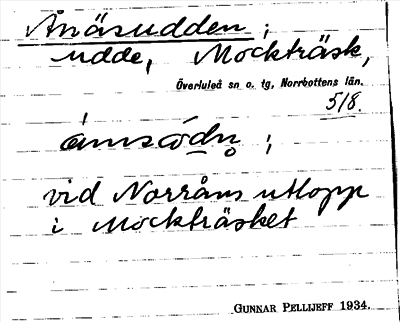 Ånäsudden ;
udde, Mockträsk,
Överluleå sn o. tg, Norrbottens län.
5/8.
vid Norråns utlopp
i Mockträsket
GUNNAR PELLIJEFF 1934.